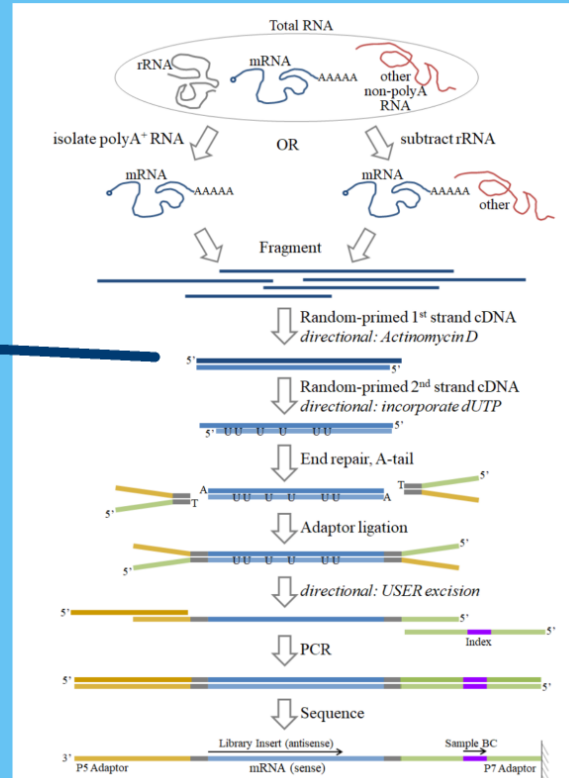 Total RNA
rRNA
mRNA
AAAAA
other
non-polyA
RNA
isolate polyA⁺ RNA
OR
subtract rRNA
mRNA
AAAAA
mRNA
AAAAA
other
Fragment
Random-primed 1ˢᵗ strand cDNA
directional: Actinomycin D
5’
5’
Random-primed 2ⁿᵈ strand cDNA
directional: incorporate dUTP
5’
5’ UU U U UU
End repair, A-tail
5’
A
T
T
UU U U UU
A
5’
Adaptor ligation
5’
UU U U UU
5’
directional: USER excision
5’
5’
5’
Index
PCR
5’
5’
Sequence
Library Insert (antisense)
Sample BC
3’
P5 Adaptor
mRNA (sense)
P7 Adaptor